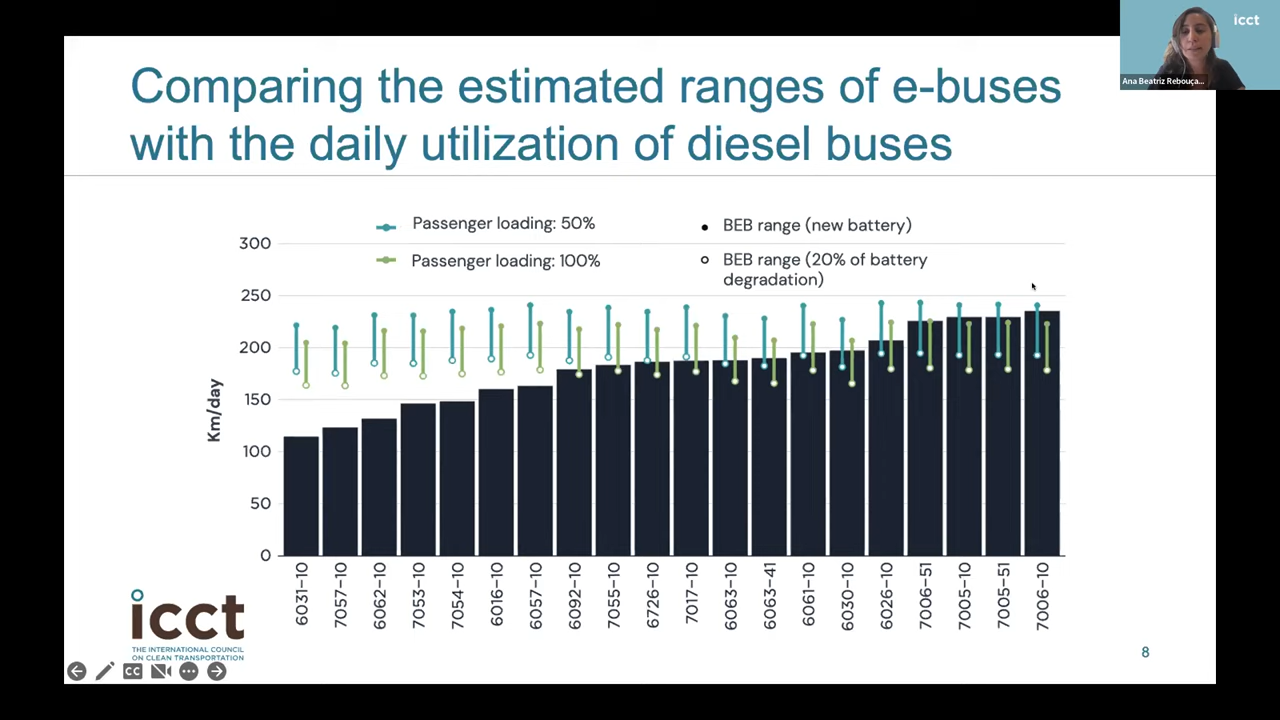 icct
Ana Beatriz Rebouça...
Comparing the estimated ranges of e-buses
with the daily utilization of diesel buses
Passenger loading: 50%
BEB range (new battery)
Passenger loading: 100%
BEB range (20% of battery
degradation)
Km/day
300
250
200
150
100
50
0
6031–10
7057–10
6062–10
7053–10
7054–10
6016–10
6057–10
6092–10
7055–10
6726–10
7017–10
6063–10
6063–41
6061–10
6030–10
6026–10
7006–51
7005–10
7005–51
7006–10
icct
THE INTERNATIONAL COUNCIL
ON CLEAN TRANSPORTATION
8
CC